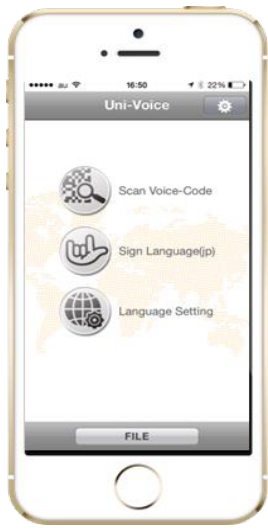 au 16:50 22%
Uni-Voice
Scan Voice-Code
Sign Language(jp)
Language Setting
FILE